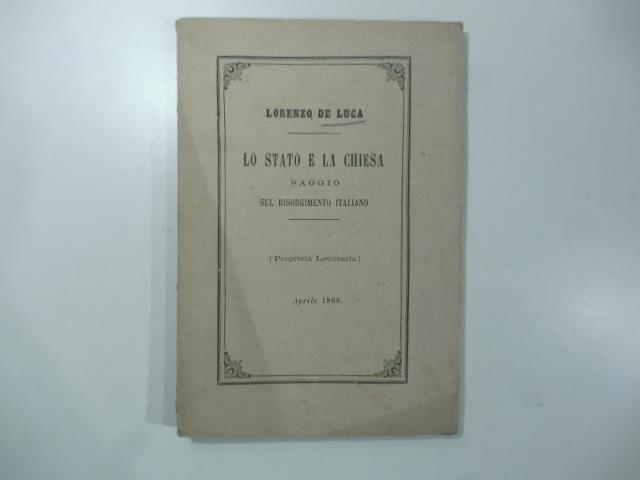 LORENZO DE LUCA
LO STATO E LA CHIESA
SAGGIO
SUL RISORGIMENTO ITALIANO
(Proprietà Letteraria)
Aprile 1866.